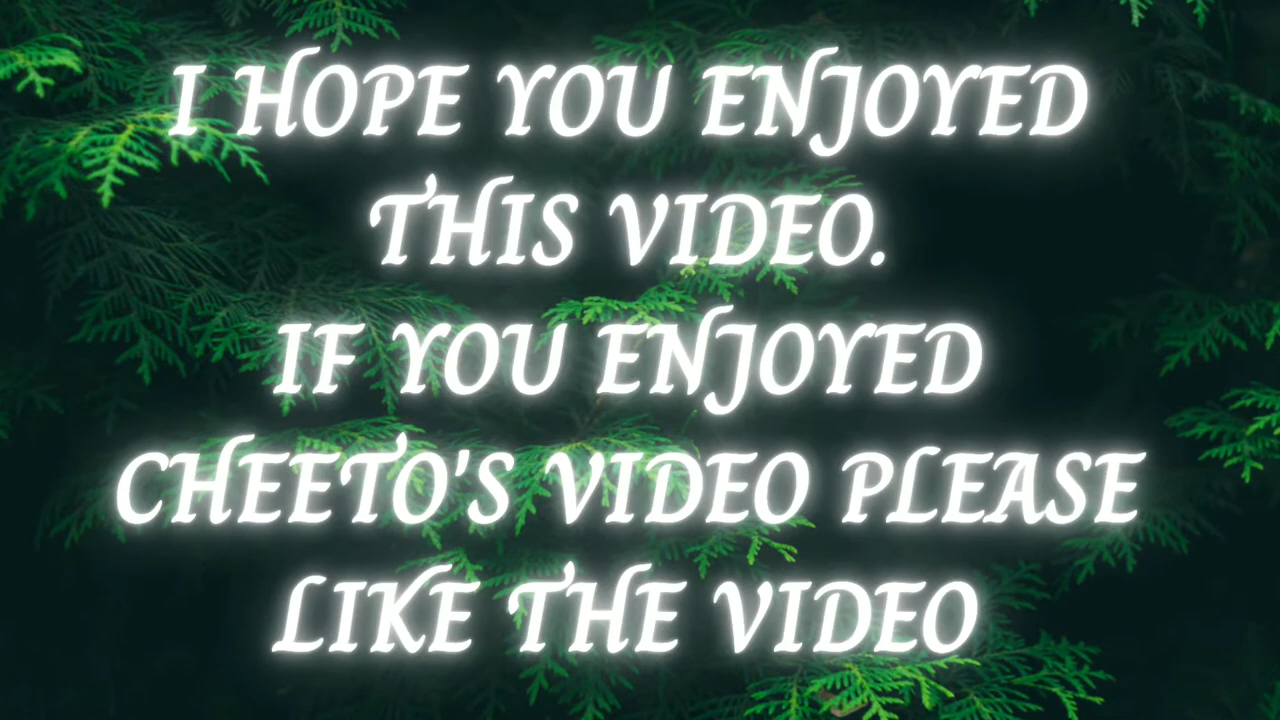 I HOPE YOU ENJOYED
THIS VIDEO.
IF YOU ENJOYED
CHEETO'S VIDEO PLEASE
LIKE THE VIDEO